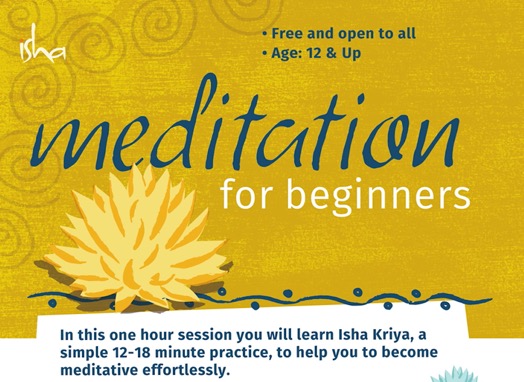 isha
• Free and open to all
• Age: 12 & Up
meditation
for beginners
In this one hour session you will learn Isha Kriya, a
simple 12-18 minute practice, to help you to become
meditative effortlessly.